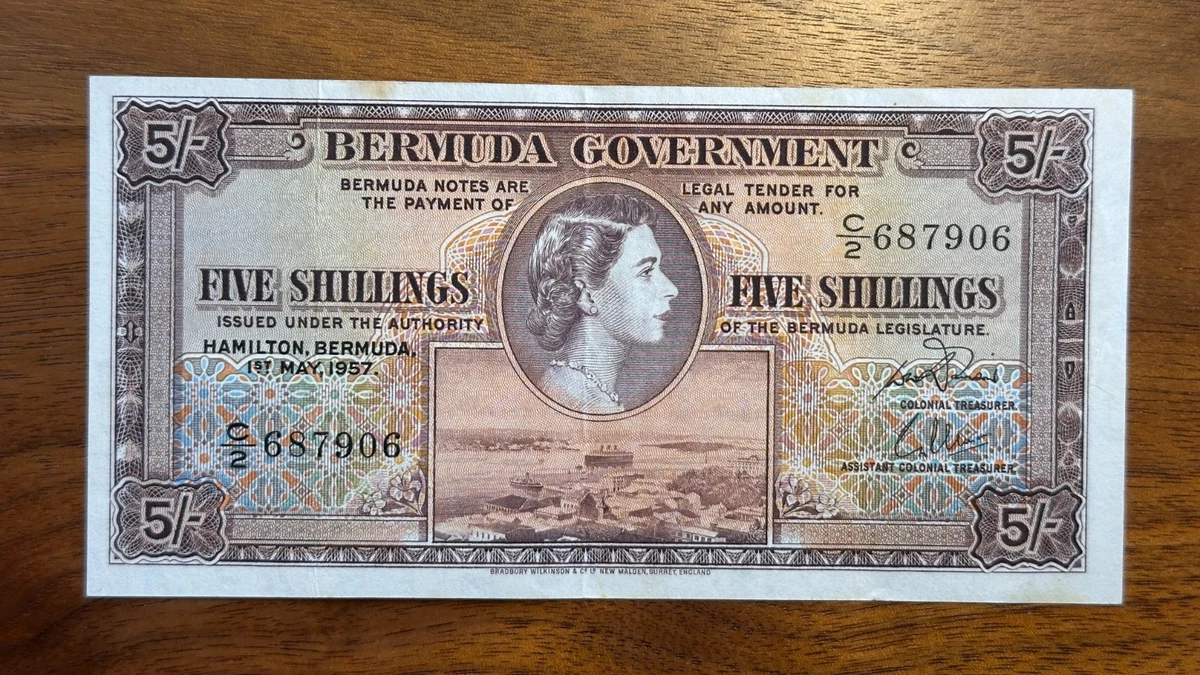 5/- 5/-
BERMUDA GOVERNMENT
BERMUDA NOTES ARE LEGAL TENDER FOR
THE PAYMENT OF ANY AMOUNT.
C/2 687906
FIVE SHILLINGS FIVE SHILLINGS
ISSUED UNDER THE AUTHORITY OF THE BERMUDA LEGISLATURE.
HAMILTON, BERMUDA,
1ST MAY, 1957.
COLONIAL TREASURER.
C/2 687906
ASSISTANT COLONIAL TREASURER.
5/- 5/-
BRADBURY WILKINSON & Cº Lº NEW MALDEN, SURREY, ENGLAND